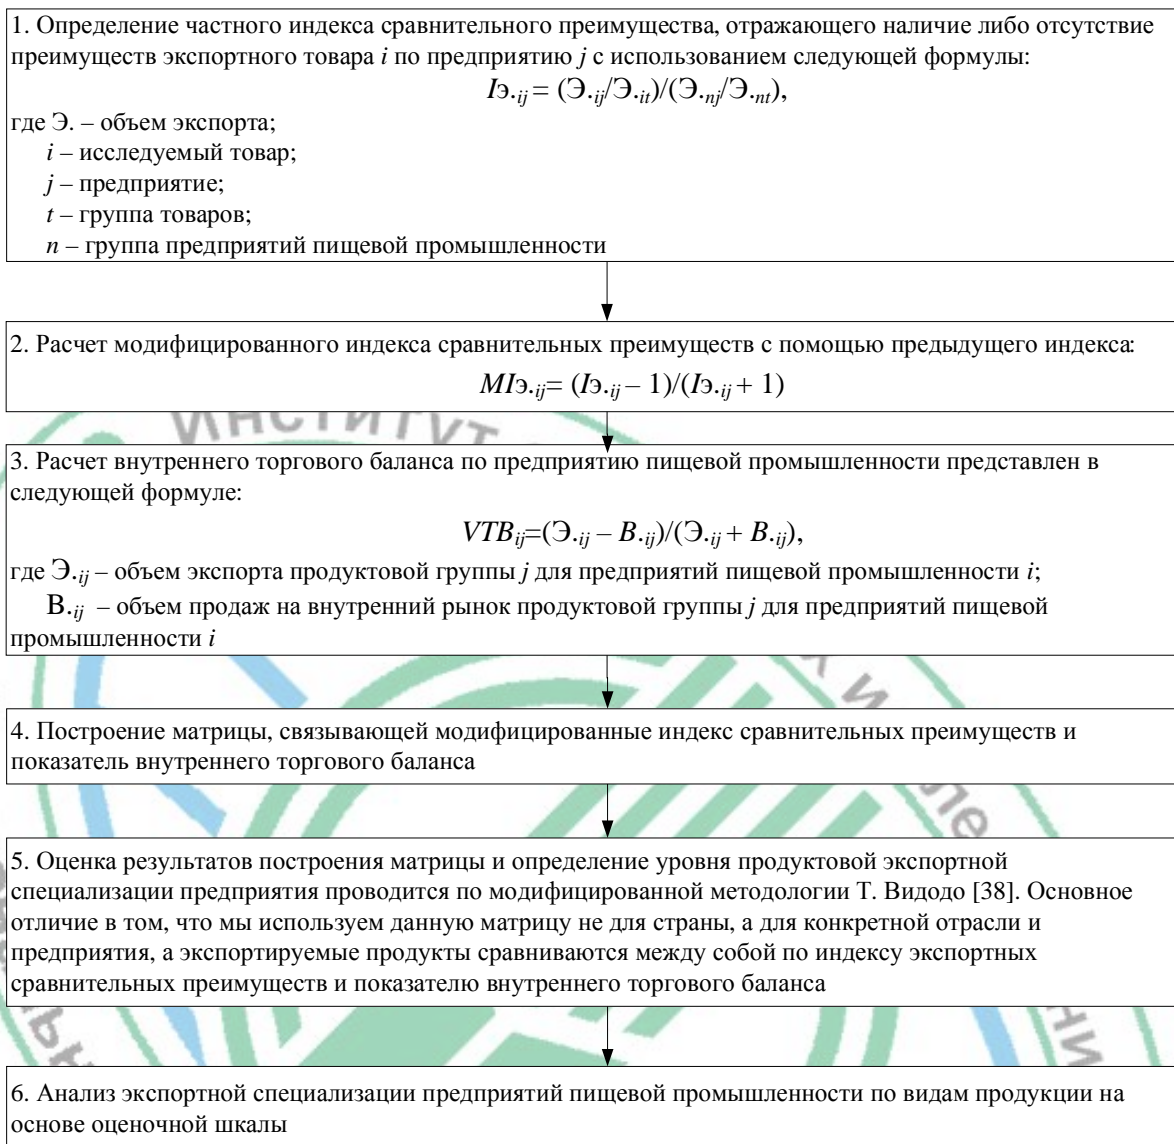 1. Определение частного индекса сравнительного преимущества, отражающего наличие либо отсутствие
преимуществ экспортного товара i по предприятию j с использованием следующей формулы:
Iэ.ij = (Э.ij/Э.it)/(Э.nj/Э.nt),
где Э. – объем экспорта;
i – исследуемый товар;
j – предприятие;
t – группа товаров;
n – группа предприятий пищевой промышленности
2. Расчет модифицированного индекса сравнительных преимуществ с помощью предыдущего индекса:
MIэ.ij= (Iэ.ij – 1)/(Iэ.ij + 1)
ИНСТИТУТ
3. Расчет внутреннего торгового баланса по предприятию пищевой промышленности представлен в
следующей формуле:
VTBij=(Э.ij – B.ij)/(Э.ij + B.ij),
где Э.ij – объем экспорта продуктовой группы j для предприятий пищевой промышленности i;
В.ij – объем продаж на внутренний рынок продуктовой группы j для предприятий пищевой
промышленности i
4. Построение матрицы, связывающей модифицированные индекс сравнительных преимуществ и
показатель внутреннего торгового баланса
5. Оценка результатов построения матрицы и определение уровня продуктовой экспортной
специализации предприятия проводится по модифицированной методологии Т. Видодо [38]. Основное
отличие в том, что мы используем данную матрицу не для страны, а для конкретной отрасли и
предприятия, а экспортируемые продукты сравниваются между собой по индексу экспортных
сравнительных преимуществ и показателю внутреннего торгового баланса
6. Анализ экспортной специализации предприятий пищевой промышленности по видам продукции на
основе оценочной шкалы